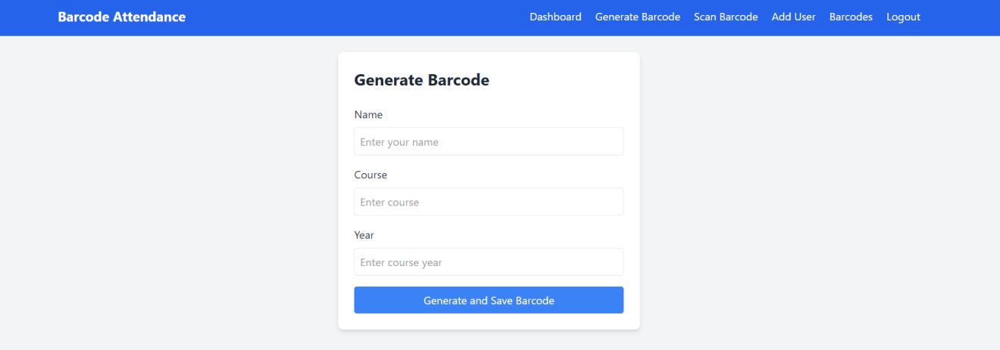 Barcode Attendance Dashboard Generate Barcode Scan Barcode Add User Barcodes Logout
Generate Barcode
Name
Enter your name
Course
Enter course
Year
Enter course year
Generate and Save Barcode